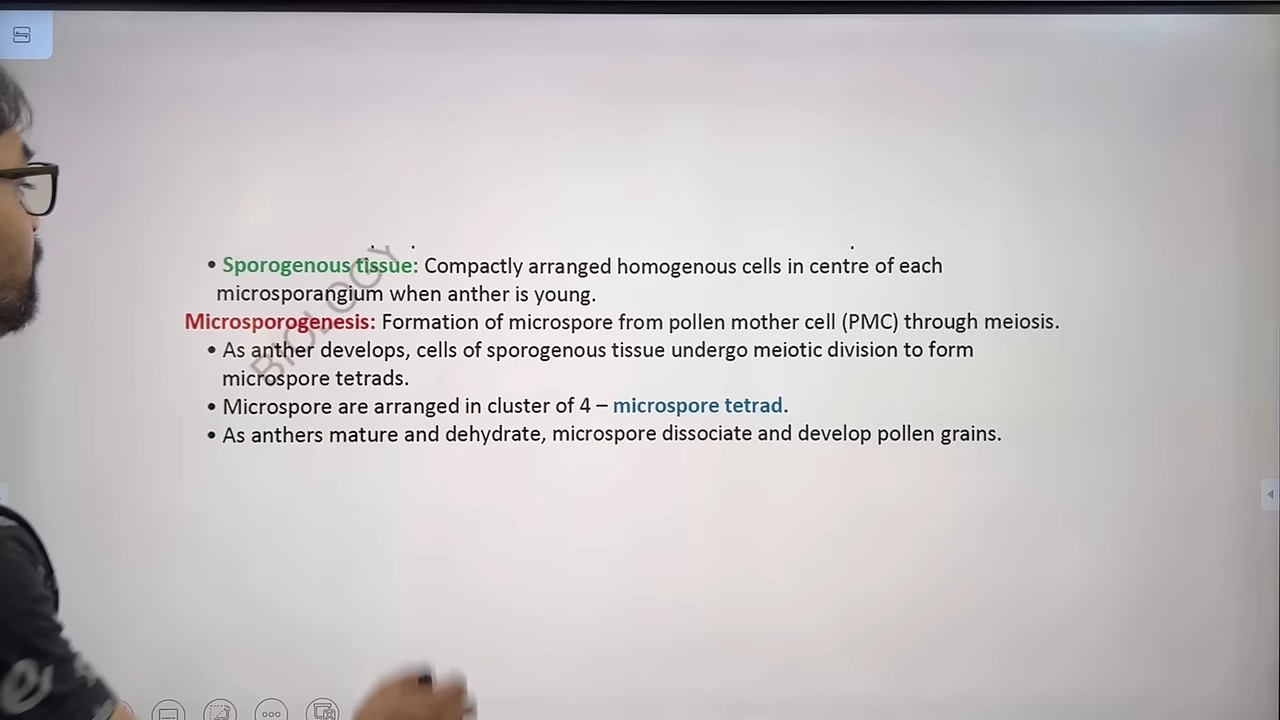 • Sporogenous tissue: Compactly arranged homogenous cells in centre of each
microsporangium when anther is young.
Microsporogenesis: Formation of microspore from pollen mother cell (PMC) through meiosis.
• As anther develops, cells of sporogenous tissue undergo meiotic division to form
microspore tetrads.
• Microspore are arranged in cluster of 4 – microspore tetrad.
• As anthers mature and dehydrate, microspore dissociate and develop pollen grains.
BIOLOGY